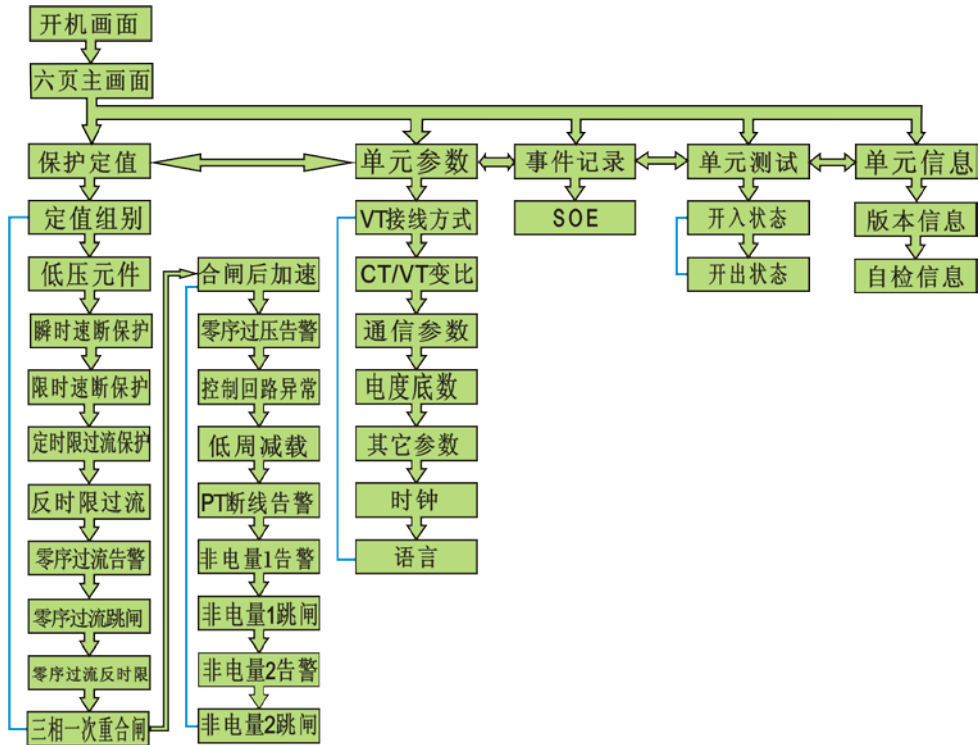 开机画面
六页主画面
保护定值
单元参数
事件记录
单元测试
单元信息
定值组别
低压元件
瞬时速断保护
限时速断保护
定时限过流保护
反时限过流
零序过流告警
零序过流跳闸
零序过流反时限
三相一次重合闸
合闸后加速
零序过压告警
控制回路异常
低周减载
PT断线告警
非电量1告警
非电量1跳闸
非电量2告警
非电量2跳闸
VT接线方式
CT/VT变比
通信参数
电度底数
其它参数
时钟
语言
SOE
开入状态
开出状态
版本信息
自检信息